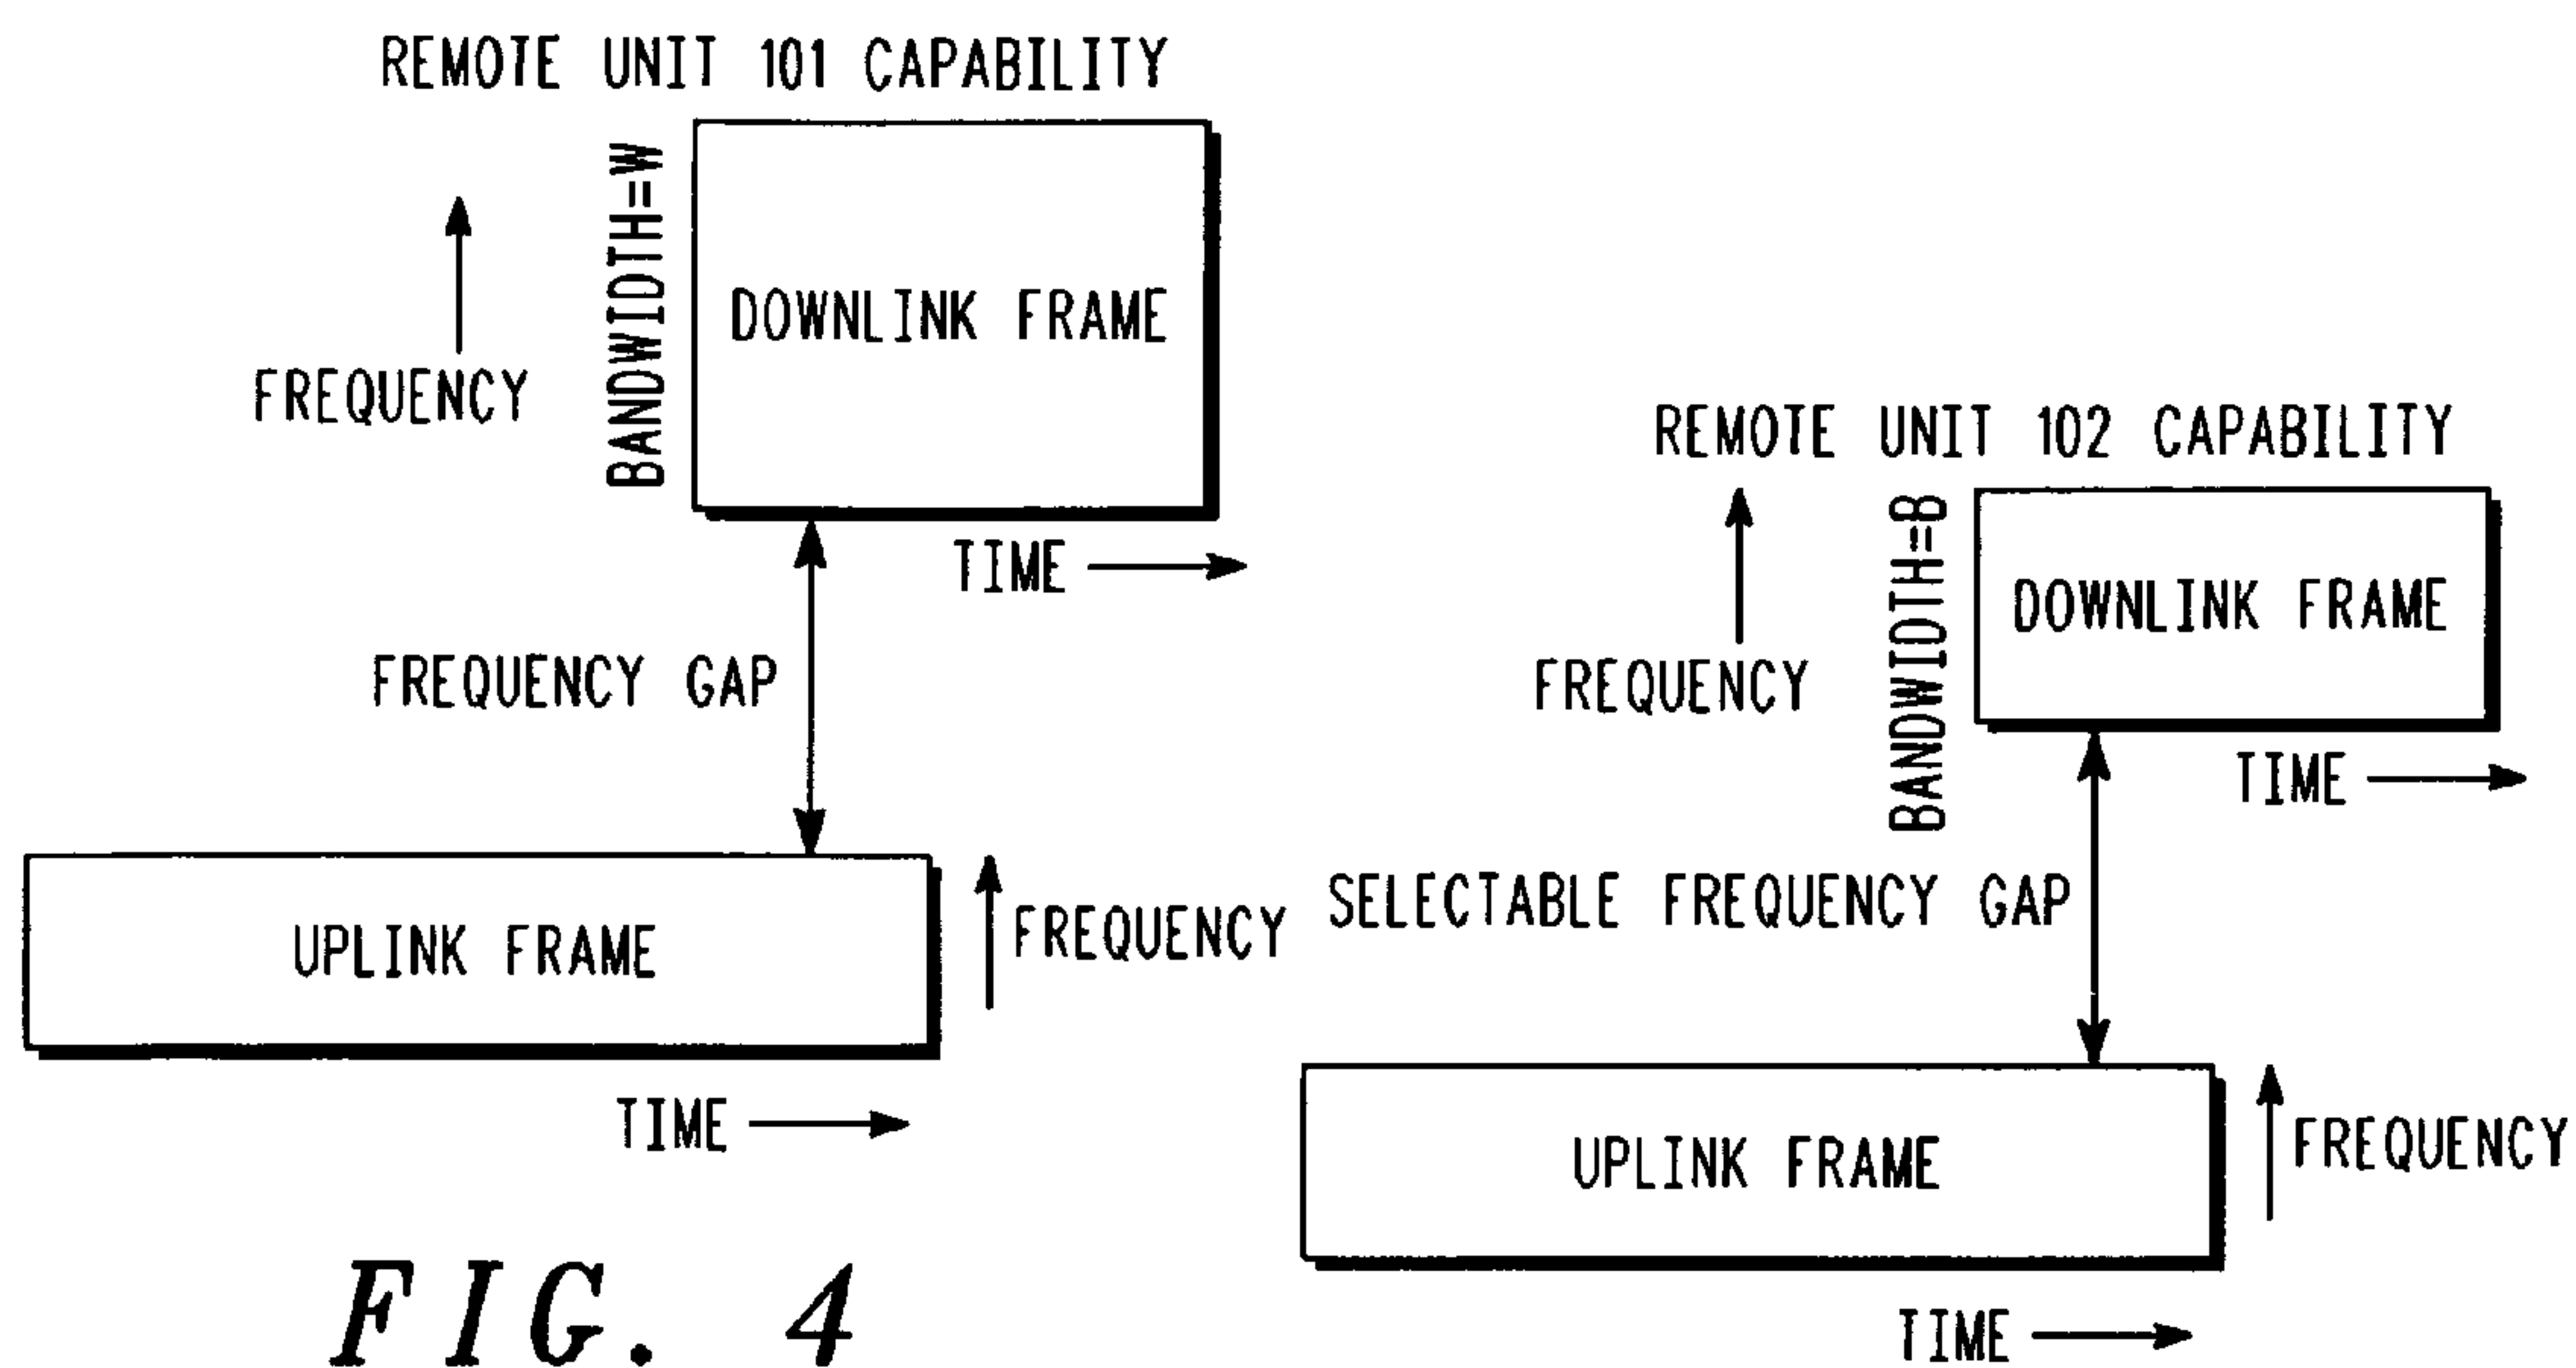 REMOTE UNIT 101 CAPABILITY
BANDWIDTH=W
DOWNLINK FRAME
FREQUENCY
TIME
FREQUENCY GAP
UPLINK FRAME
FREQUENCY
TIME
REMOTE UNIT 102 CAPABILITY
BANDWIDTH=B
DOWNLINK FRAME
FREQUENCY
TIME
SELECTABLE FREQUENCY GAP
UPLINK FRAME
FREQUENCY
TIME
FIG. 4